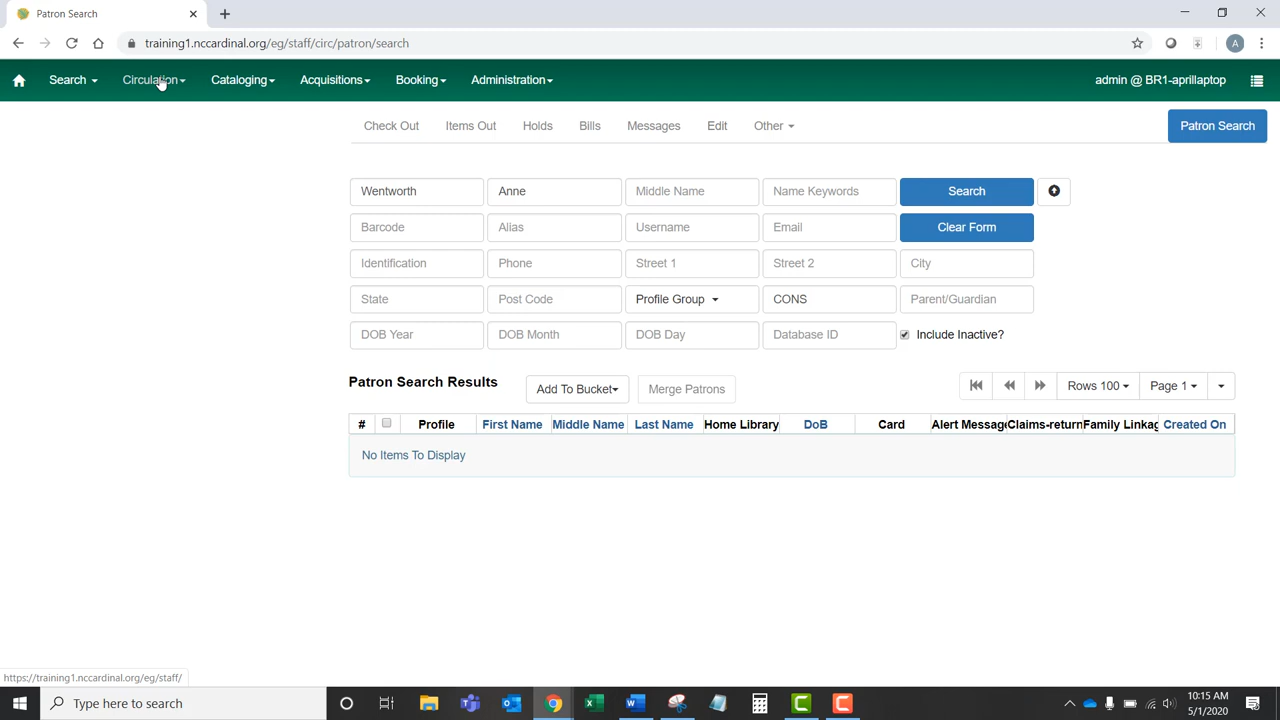 Patron Search
training1.nccardinal.org/eg/staff/circ/patron/search
A
Search Circulation Cataloging Acquisitions Booking Administration admin @ BR1-aprillaptop
Check Out Items Out Holds Bills Messages Edit Other Patron Search
Wentworth Anne Middle Name Name Keywords Search
Barcode Alias Username Email Clear Form
Identification Phone Street 1 Street 2 City
State Post Code Profile Group CONS Parent/Guardian
DOB Year DOB Month DOB Day Database ID Include Inactive?
Patron Search Results Add To Bucket Merge Patrons Rows 100 Page 1
# Profile First Name Middle Name Last Name Home Library DoB Card Alert Messag Claims-return Family Linkag Created On
No Items To Display
https://training1.nccardinal.org/eg/staff/
Type here to search
10:15 AM
5/1/2020